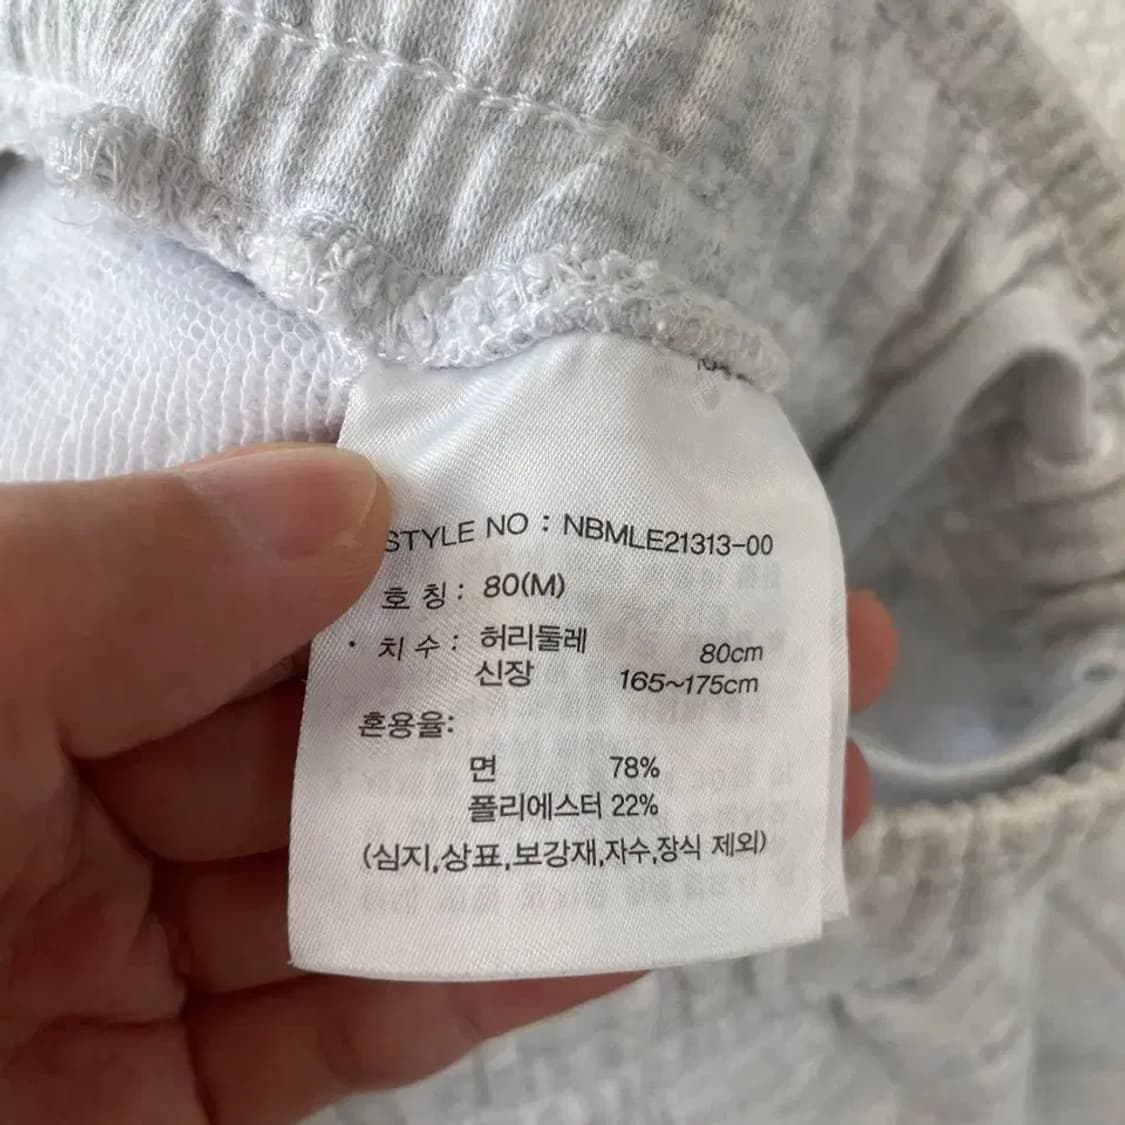 STYLE NO : NBMLE21313-00
호 칭 : 80(M)
· 치 수 : 허리둘레 80cm
신장 165~175cm
혼용율:
면 78%
폴리에스터 22%
(심지,상표,보강재,자수,장식 제외)